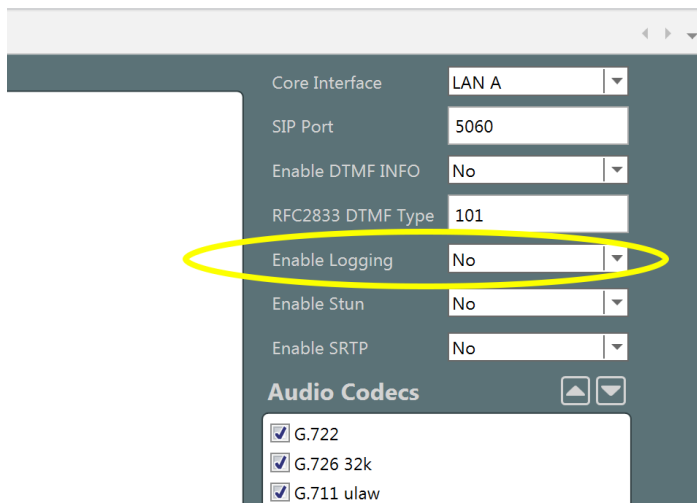 Core Interface LAN A
SIP Port 5060
Enable DTMF INFO No
RFC2833 DTMF Type 101
Enable Logging No
Enable Stun No
Enable SRTP No
Audio Codecs
G.722
G.726 32k
G.711 ulaw